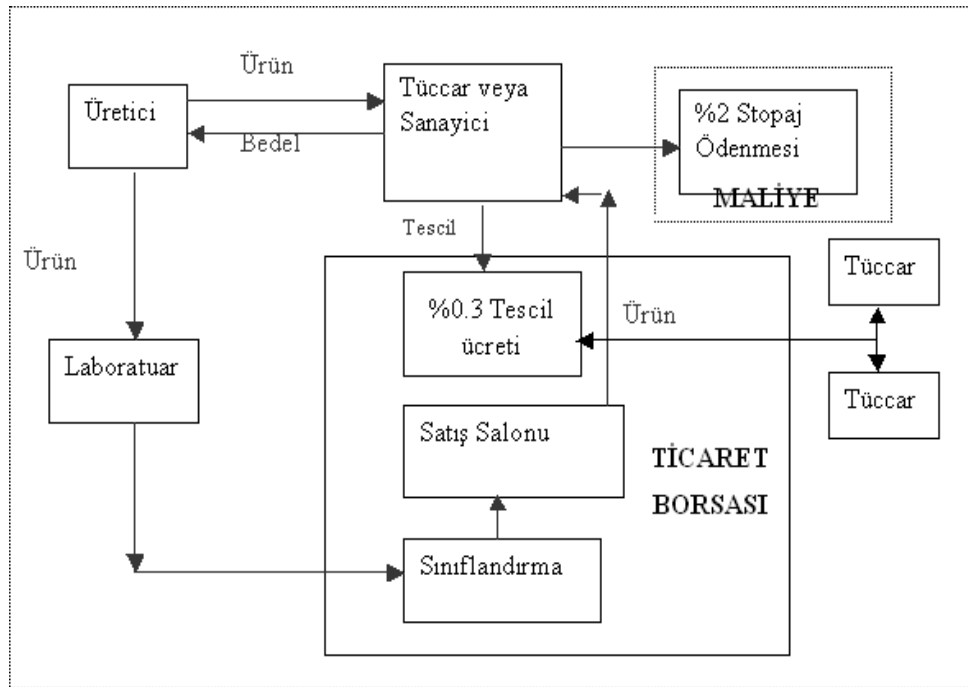 Ürün
Tüccar veya
Sanayici
Üretici
%2 Stopaj
Ödenmesi
Bedel
MALİYE
Tescil
Ürün
Tüccar
%0.3 Tescil
ücreti
Ürün
Laboratuar
Tüccar
Satış Salonu
TİCARET
BORSASI
Sınıflandırma